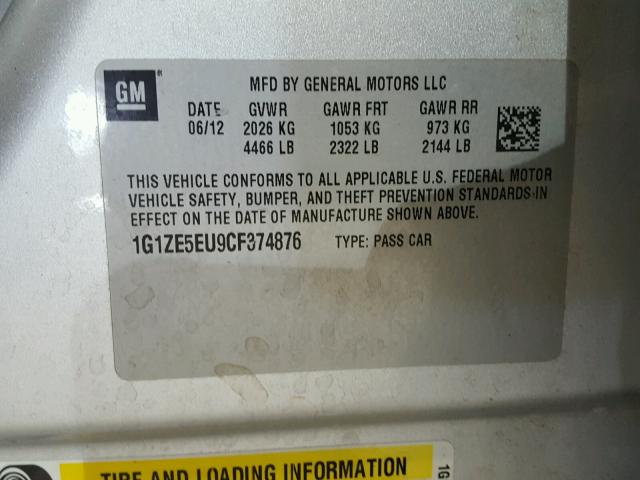 GM
MFD BY GENERAL MOTORS LLC
DATE GVWR GAWR FRT GAWR RR
06/12 2026 KG 1053 KG 973 KG
4466 LB 2322 LB 2144 LB
THIS VEHICLE CONFORMS TO ALL APPLICABLE U.S. FEDERAL MOTOR
VEHICLE SAFETY, BUMPER, AND THEFT PREVENTION STANDARDS IN
EFFECT ON THE DATE OF MANUFACTURE SHOWN ABOVE.
1G1ZE5EU9CF374876 TYPE: PASS CAR
TIRE AND LOADING INFORMATION
1G